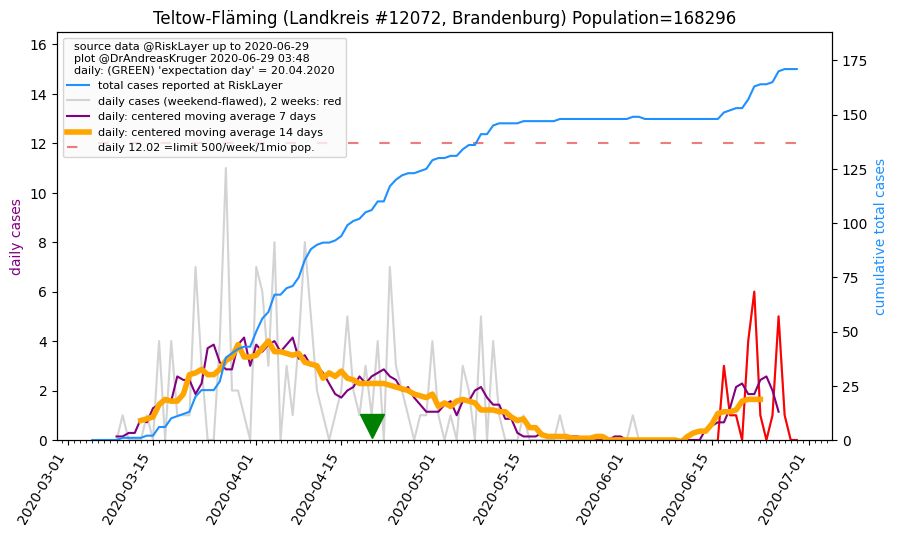 Teltow-Fläming (Landkreis #12072, Brandenburg) Population=168296
source data @RiskLayer up to 2020-06-29
plot @DrAndreasKruger 2020-06-29 03:48
daily: (GREEN) 'expectation day' = 20.04.2020
total cases reported at RiskLayer
daily cases (weekend-flawed), 2 weeks: red
daily: centered moving average 7 days
daily: centered moving average 14 days
daily 12.02 =limit 500/week/1mio pop.
daily cases
16
14
12
10
8
6
4
2
0
cumulative total cases
175
150
125
100
75
50
25
0
2020-03-01
2020-03-15
2020-04-01
2020-04-15
2020-05-01
2020-05-15
2020-06-01
2020-06-15
2020-07-01